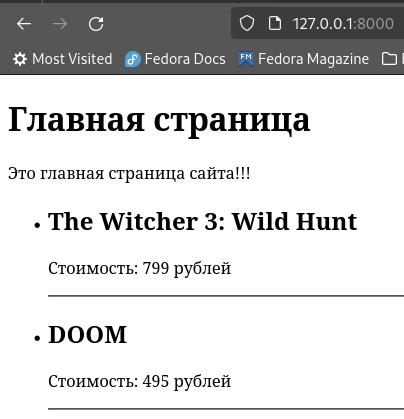 127.0.0.1:8000
Most Visited Fedora Docs FM Fedora Magazine
Главная страница
Это главная страница сайта!!!
The Witcher 3: Wild Hunt
Стоимость: 799 рублей
DOOM
Стоимость: 495 рублей